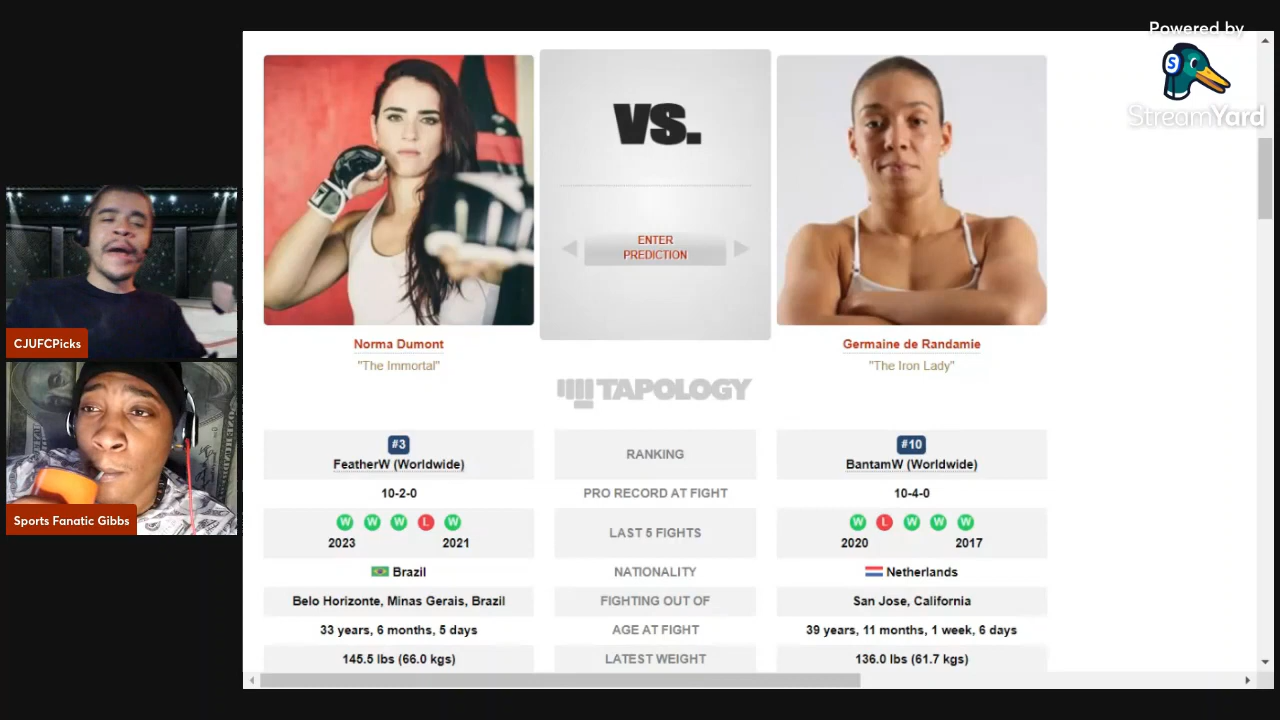 Powered by
StreamYard
VS.
ENTER
PREDICTION
Norma Dumont
"The Immortal"
Germaine de Randamie
"The Iron Lady"
TAPOLOGY
#3
FeatherW (Worldwide)
RANKING
#10
BantamW (Worldwide)
10-2-0
PRO RECORD AT FIGHT
10-4-0
W W W L W
2023 2021
LAST 5 FIGHTS
W L W W W
2020 2017
Brazil
NATIONALITY
Netherlands
Belo Horizonte, Minas Gerais, Brazil
FIGHTING OUT OF
San Jose, California
33 years, 6 months, 5 days
AGE AT FIGHT
39 years, 11 months, 1 week, 6 days
145.5 lbs (66.0 kgs)
LATEST WEIGHT
136.0 lbs (61.7 kgs)
CJUFCPicks
Sports Fanatic Gibbs